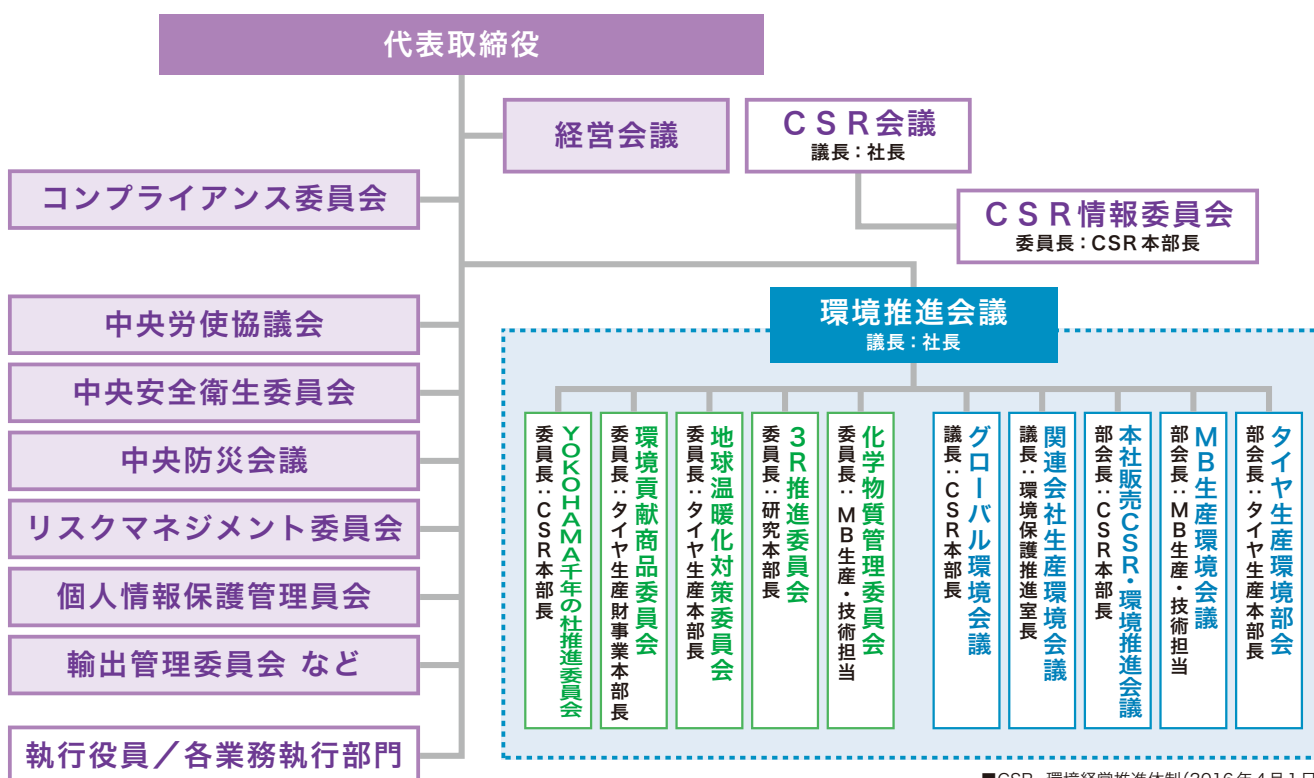 代表取締役
経営会議
CSR会議
議長：社長
CSR情報委員会
委員長：CSR本部長
コンプライアンス委員会
中央労使協議会
中央安全衛生委員会
中央防災会議
リスクマネジメント委員会
個人情報保護管理員会
輸出管理委員会 など
執行役員／各業務執行部門
環境推進会議
議長：社長
YOKOHAMA千年の杜推進委員会
委員長：CSR本部長
環境貢献商品委員会
委員長：タイヤ生産財事業本部長
地球温暖化対策委員会
委員長：タイヤ生産本部長
3R推進委員会
委員長：研究本部長
化学物質管理委員会
委員長：MB生産・技術担当
グローバル環境会議
議長：CSR本部長
関連会社生産環境会議
議長：環境保護推進室長
本社販売CSR・環境推進会議
部会長：CSR本部長
MB生産環境会議
部会長：MB生産・技術担当
タイヤ生産環境部会
部会長：タイヤ生産本部長